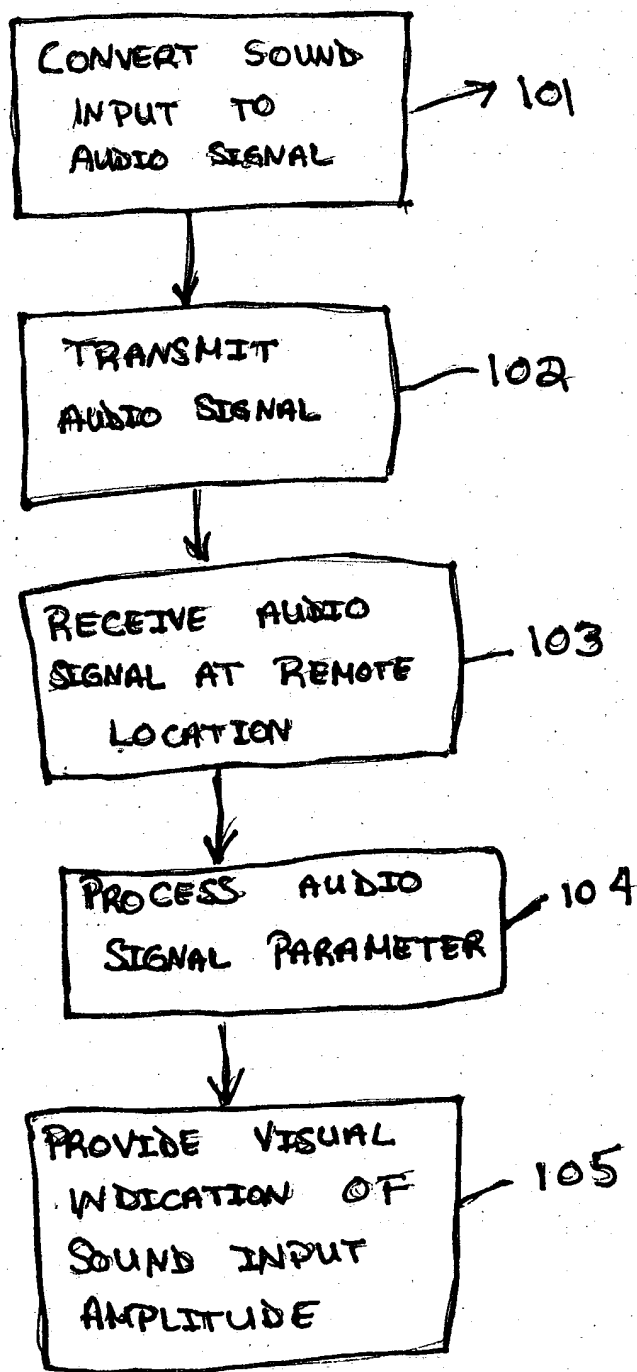 CONVERT SOUND
INPUT TO
AUDIO SIGNAL
101
TRANSMIT
AUDIO SIGNAL
102
RECEIVE AUDIO
SIGNAL AT REMOTE
LOCATION
103
PROCESS AUDIO
SIGNAL PARAMETER
104
PROVIDE VISUAL
INDICATION OF
SOUND INPUT
AMPLITUDE
105